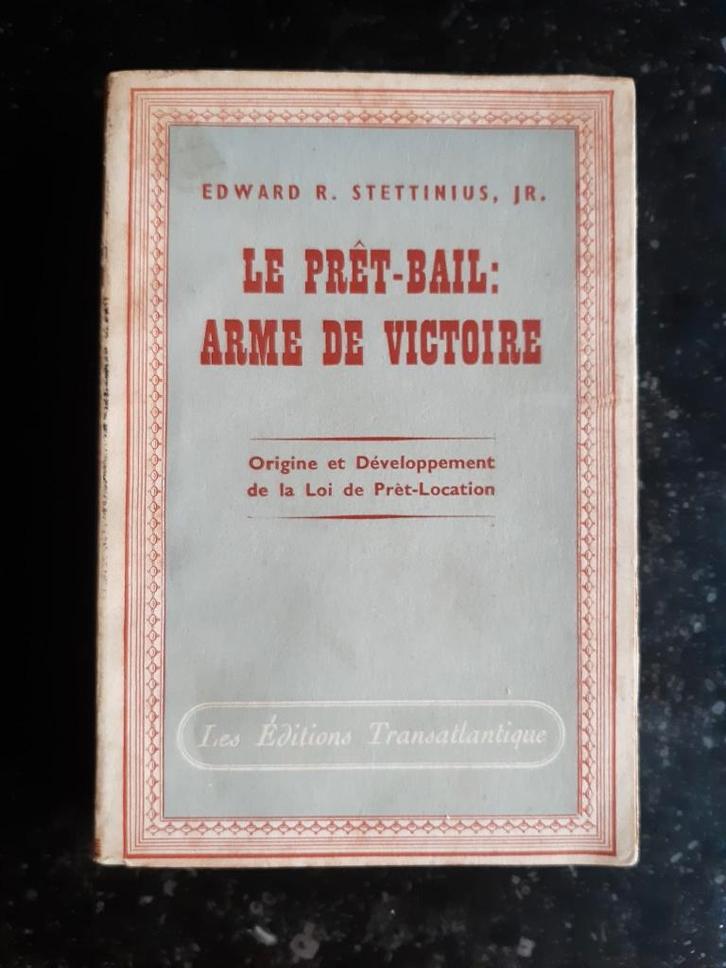 EDWARD R. STETTINIUS, JR.
LE PRÊT-BAIL:
ARME DE VICTOIRE
Origine et Développement
de la Loi de Prèt-Location
Les Éditions Transatlantique